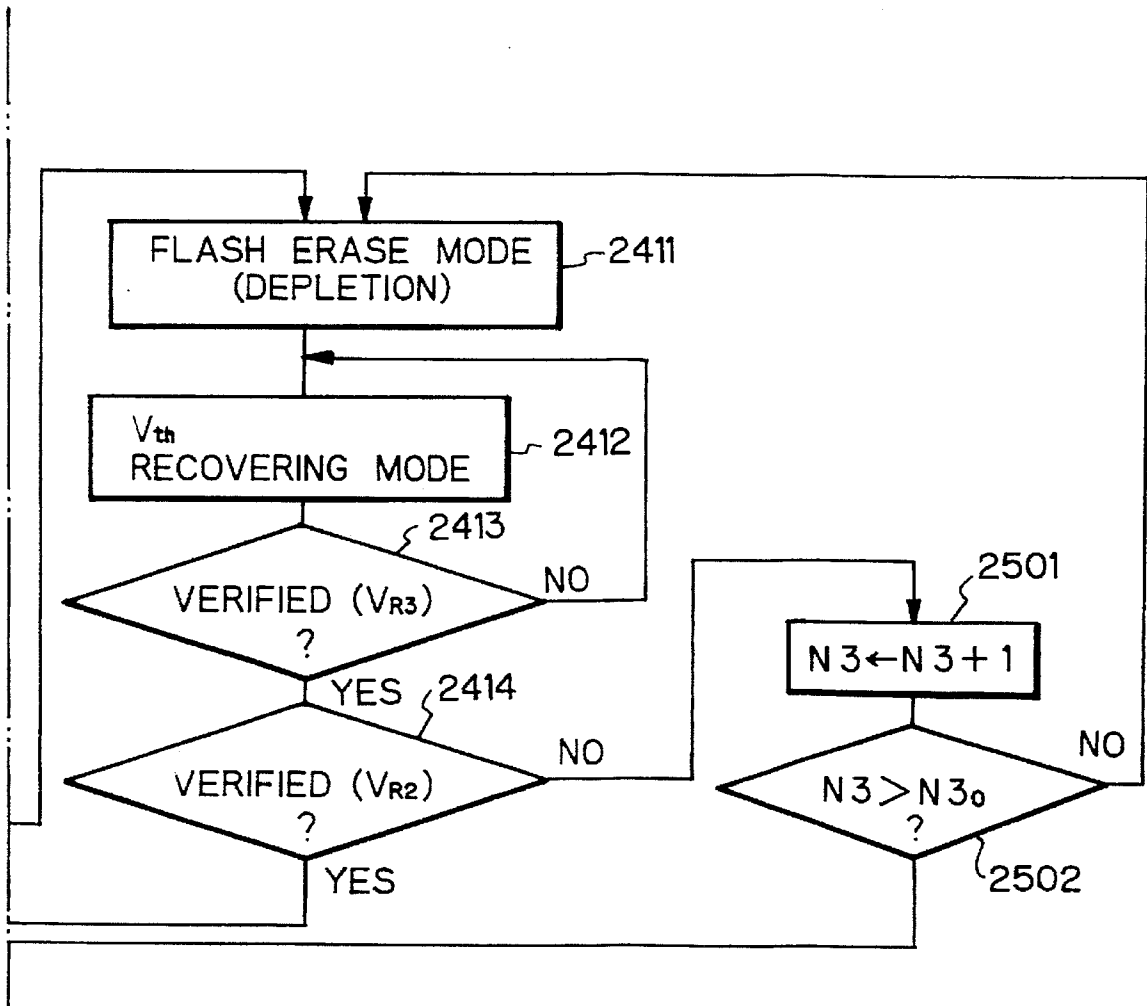 FLASH ERASE MODE
(DEPLETION)
2411
Vth
RECOVERING MODE
2412
2413
VERIFIED (VR3)
?
NO
YES
2414
VERIFIED (VR2)
?
NO
YES
2501
N3←N3+1
N3>N3₀
?
NO
2502